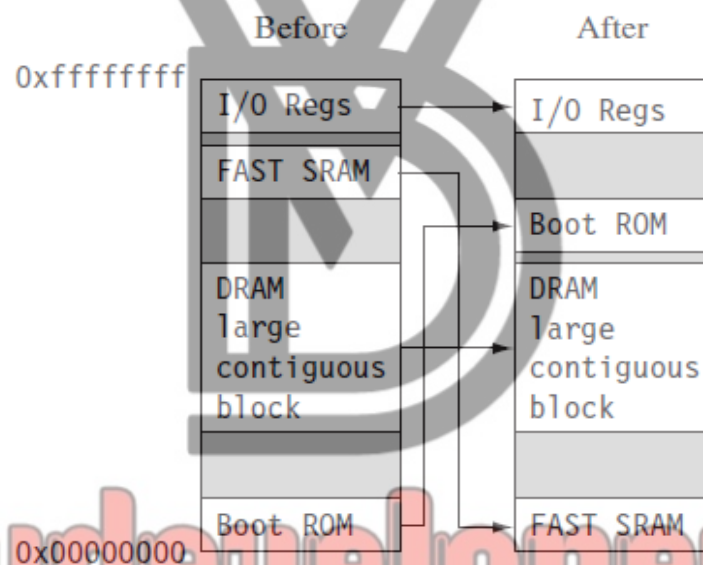 Before
After
0xffffffff
I/O Regs
I/O Regs
FAST SRAM
Boot ROM
DRAM
large
contiguous
block
DRAM
large
contiguous
block
Boot ROM
FAST SRAM
0x00000000